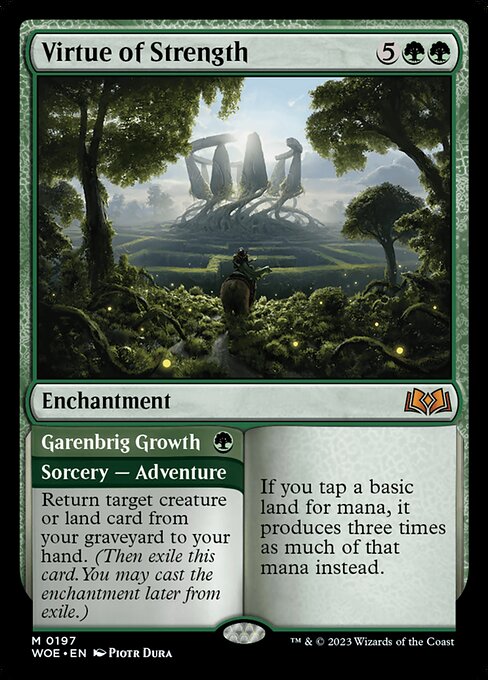 Virtue of Strength 5
Enchantment
Garenbrig Growth
Sorcery — Adventure
Return target creature
or land card from
your graveyard to your
hand. (Then exile this
card.You may cast the
enchantment later from
exile.)
If you tap a basic
land for mana, it
produces three times
as much of that
mana instead.
M 0197
WOE • EN Piotr Dura
™ & © 2023 Wizards of the Coast